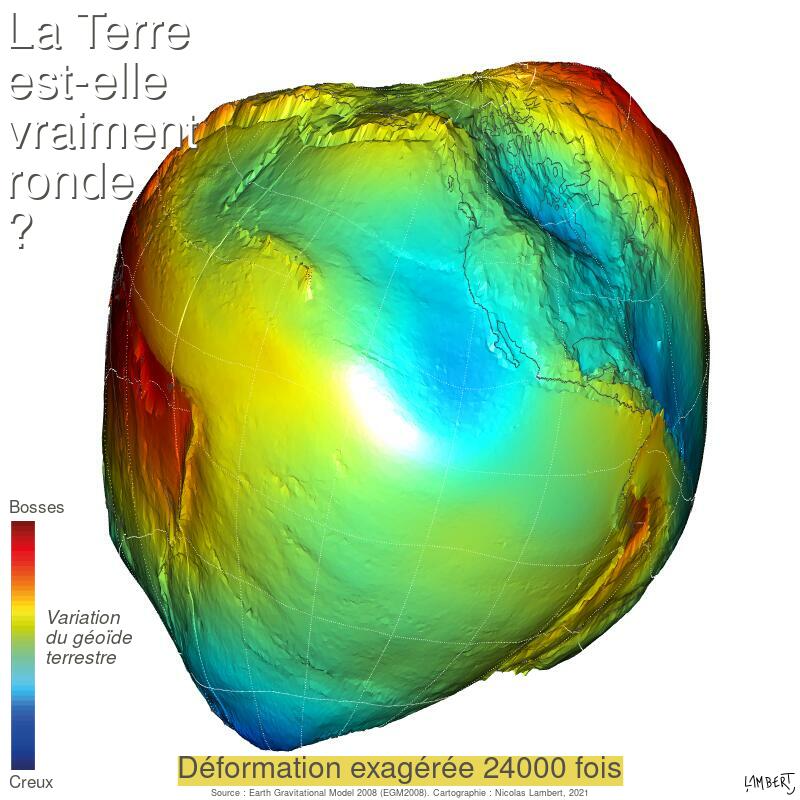 La Terre
est-elle
vraiment
ronde
?
Bosses
Variation
du géoïde
terrestre
Creux
Déformation exagérée 24000 fois
Source : Earth Gravitational Model 2008 (EGM2008). Cartographie : Nicolas Lambert, 2021
LAMBERT